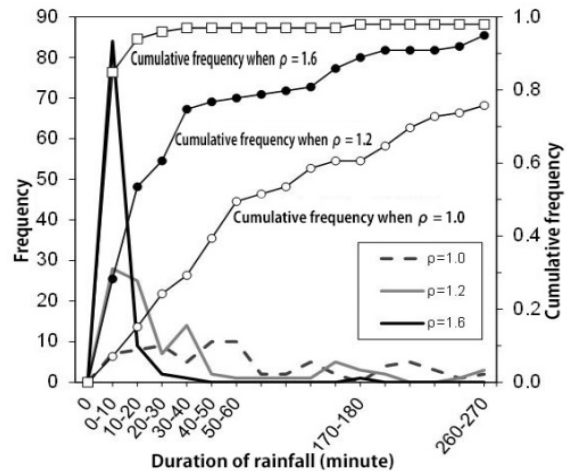 90
80
70
60
50
40
30
20
10
0
Frequency
1.0
0.8
0.6
0.4
0.2
0.0
Cumulative frequency
Cumulative frequency when ρ = 1.6
Cumulative frequency when ρ = 1.2
Cumulative frequency when ρ = 1.0
ρ=1.0
ρ=1.2
ρ=1.6
0
0-10
10-20
20-30
30-40
40-50
50-60
170-180
260-270
Duration of rainfall (minute)